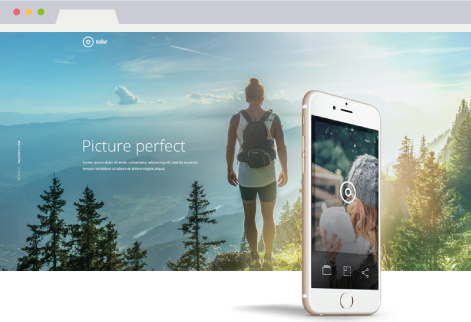 take
Picture perfect
Lorem ipsum dolor sit amet, consectetur adipiscing elit, sed do eiusmod
tempor incididunt ut labore et dolore magna aliqua.